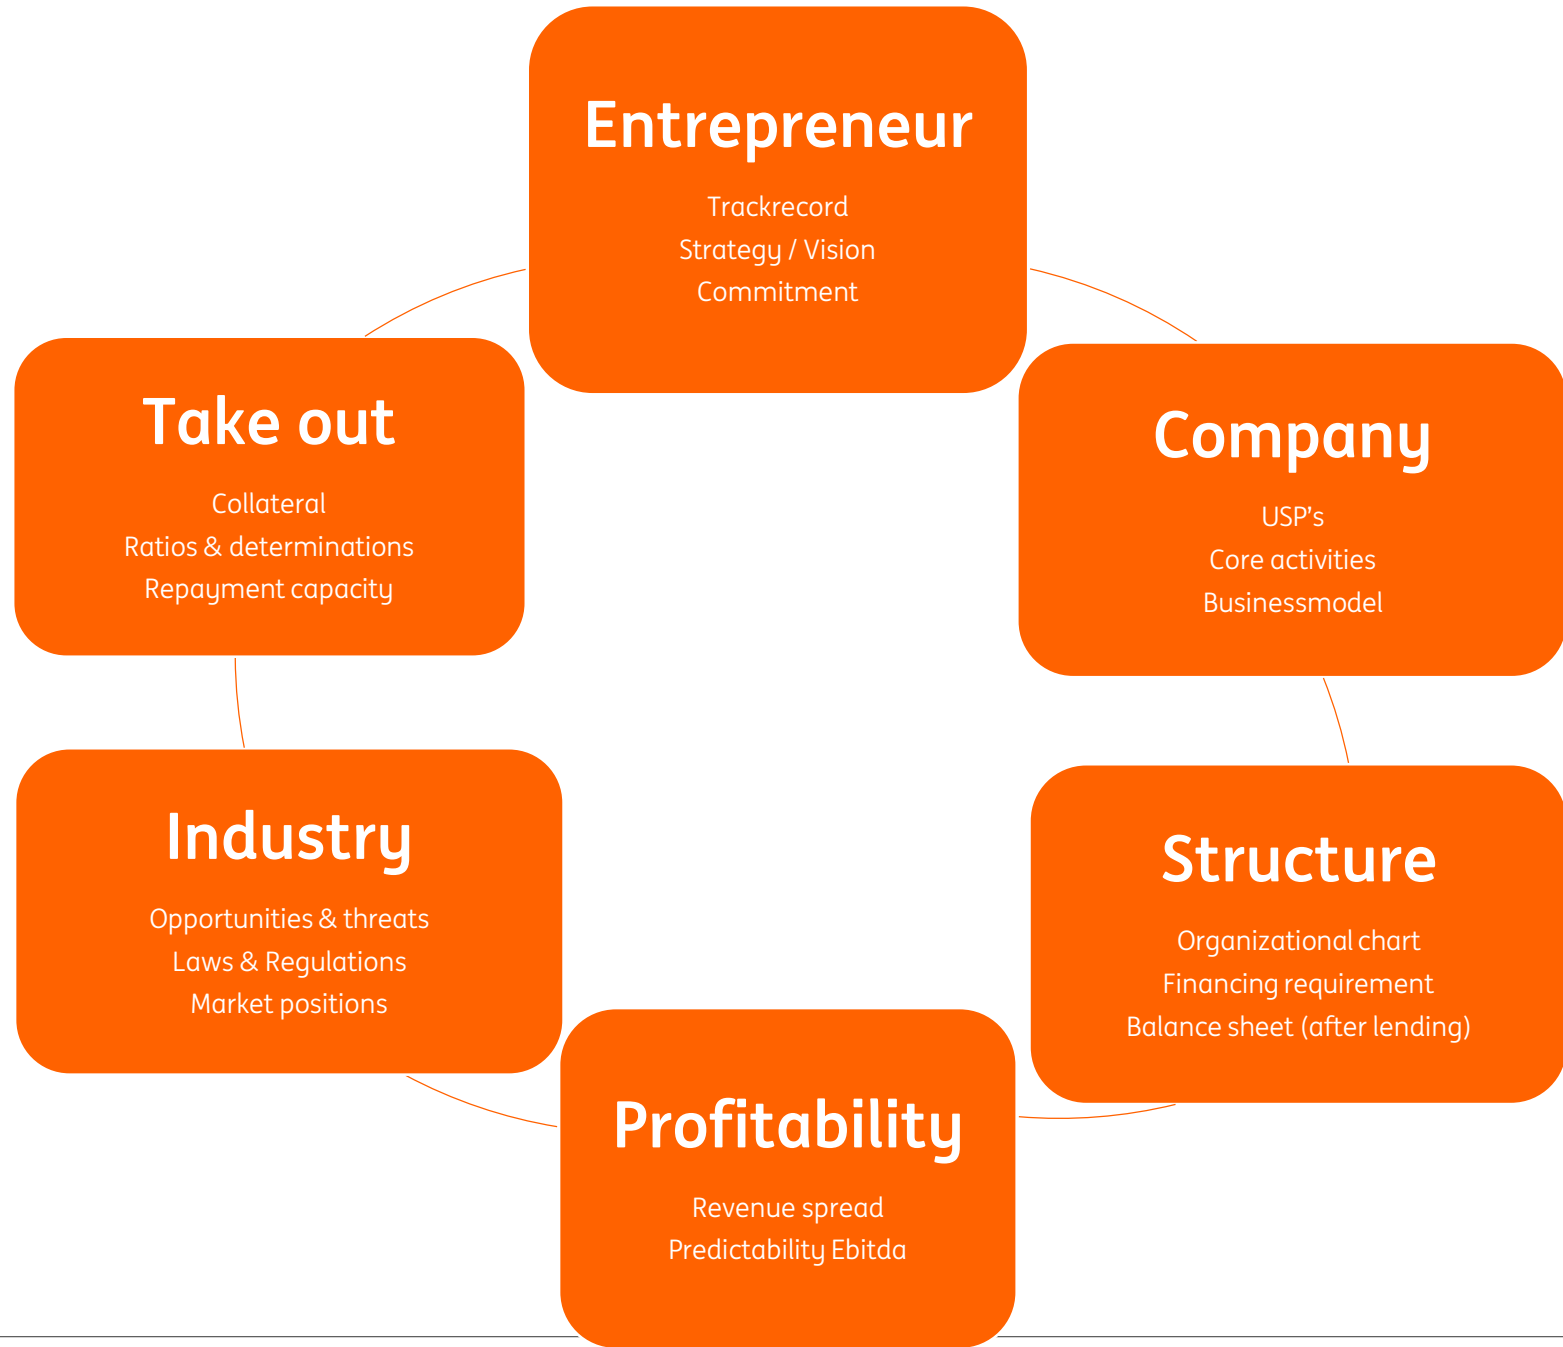 Entrepreneur
Trackrecord
Strategy / Vision
Commitment
Company
USP’s
Core activities
Businessmodel
Structure
Organizational chart
Financing requirement
Balance sheet (after lending)
Profitability
Revenue spread
Predictability Ebitda
Industry
Opportunities & threats
Laws & Regulations
Market positions
Take out
Collateral
Ratios & determinations
Repayment capacity